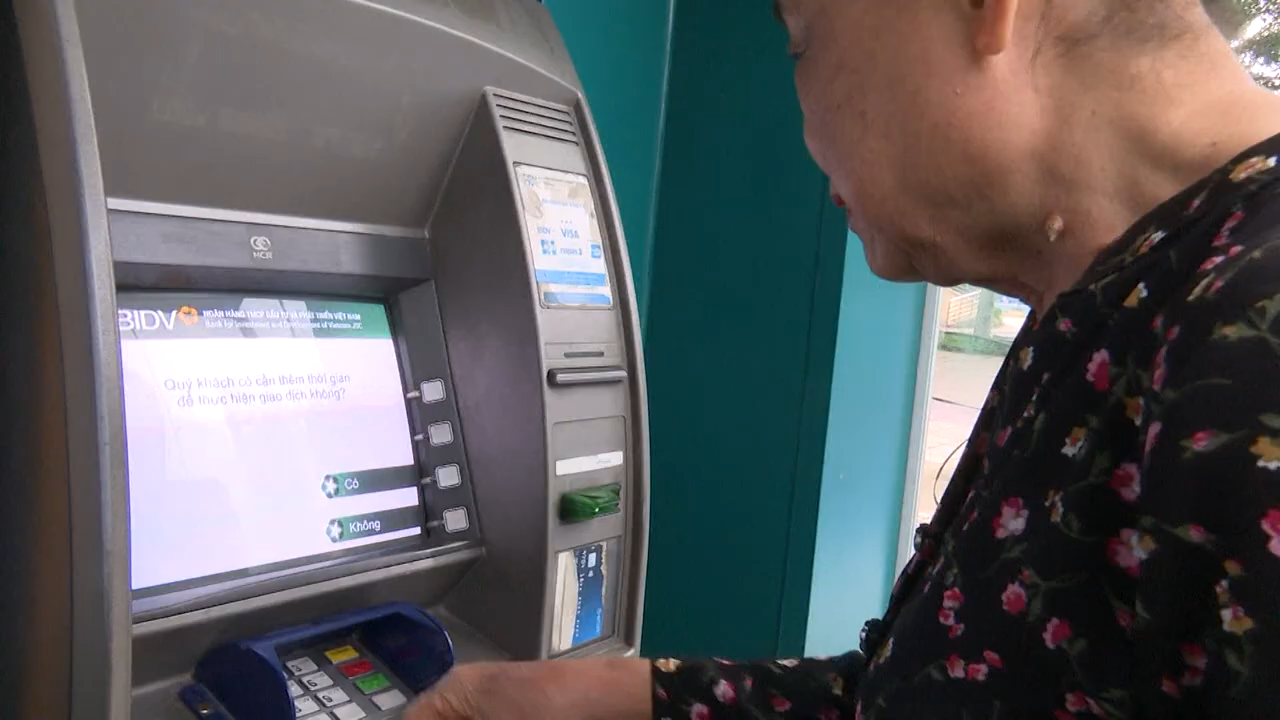 NCR
BIDV
NGÂN HÀNG TMCP ĐẦU TƯ VÀ PHÁT TRIỂN VIỆT NAM
Bank for Investment and Development of Vietnam JSC
Quý khách có cần thêm thời gian
để thực hiện giao dịch không?
Có
Không
BIDV
VISA